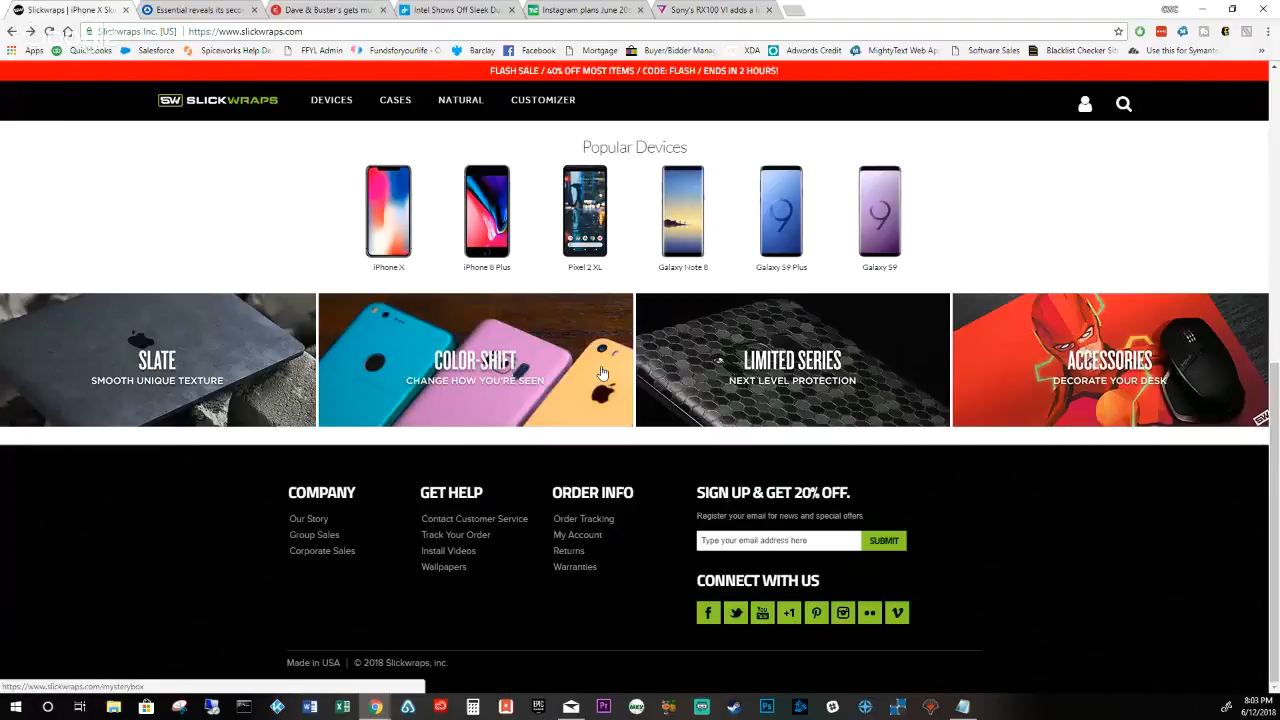 Slickwraps | iPhone X Sk
Essential reveals its seco
Dave & Buster's gets mu
Intel Shows Off Sleek Du
Instagram plans June 20
Sony's RX100 VI adds a l
GWC
Slickwraps Inc. [US] | https://www.slickwraps.com
Apps
Salesforce
Spiceworks Help De
FFYL Admin
Fundsforyourlife - C
Barclay
Facebook
Mortgage
Buyer/Bidder Manag
XDA
Adwords Credit
MightyText Web Ap
Software Sales
Blacklist Checker Sit
Use this for Symant
»
FLASH SALE / 40% OFF MOST ITEMS / CODE: FLASH / ENDS IN 2 HOURS!
SW SLICKWRAPS
DEVICES
CASES
NATURAL
CUSTOMIZER
Popular Devices
iPhone X
iPhone 8 Plus
Pixel 2 XL
Galaxy Note 8
Galaxy S9 Plus
Galaxy S9
SLATE
SMOOTH UNIQUE TEXTURE
COLOR-SHIFT
CHANGE HOW YOU'RE SEEN
LIMITED SERIES
NEXT LEVEL PROTECTION
ACCESSORIES
DECORATE YOUR DESK
SW
COMPANY
Our Story
Group Sales
Corporate Sales
GET HELP
Contact Customer Service
Track Your Order
Install Videos
Wallpapers
ORDER INFO
Order Tracking
My Account
Returns
Warranties
SIGN UP & GET 20% OFF.
Register your email for news and special offers
Type your email address here
SUBMIT
CONNECT WITH US
Made in USA | © 2018 Slickwraps, inc.
https://www.slickwraps.com/mysterybox
8:03 PM
6/12/2018